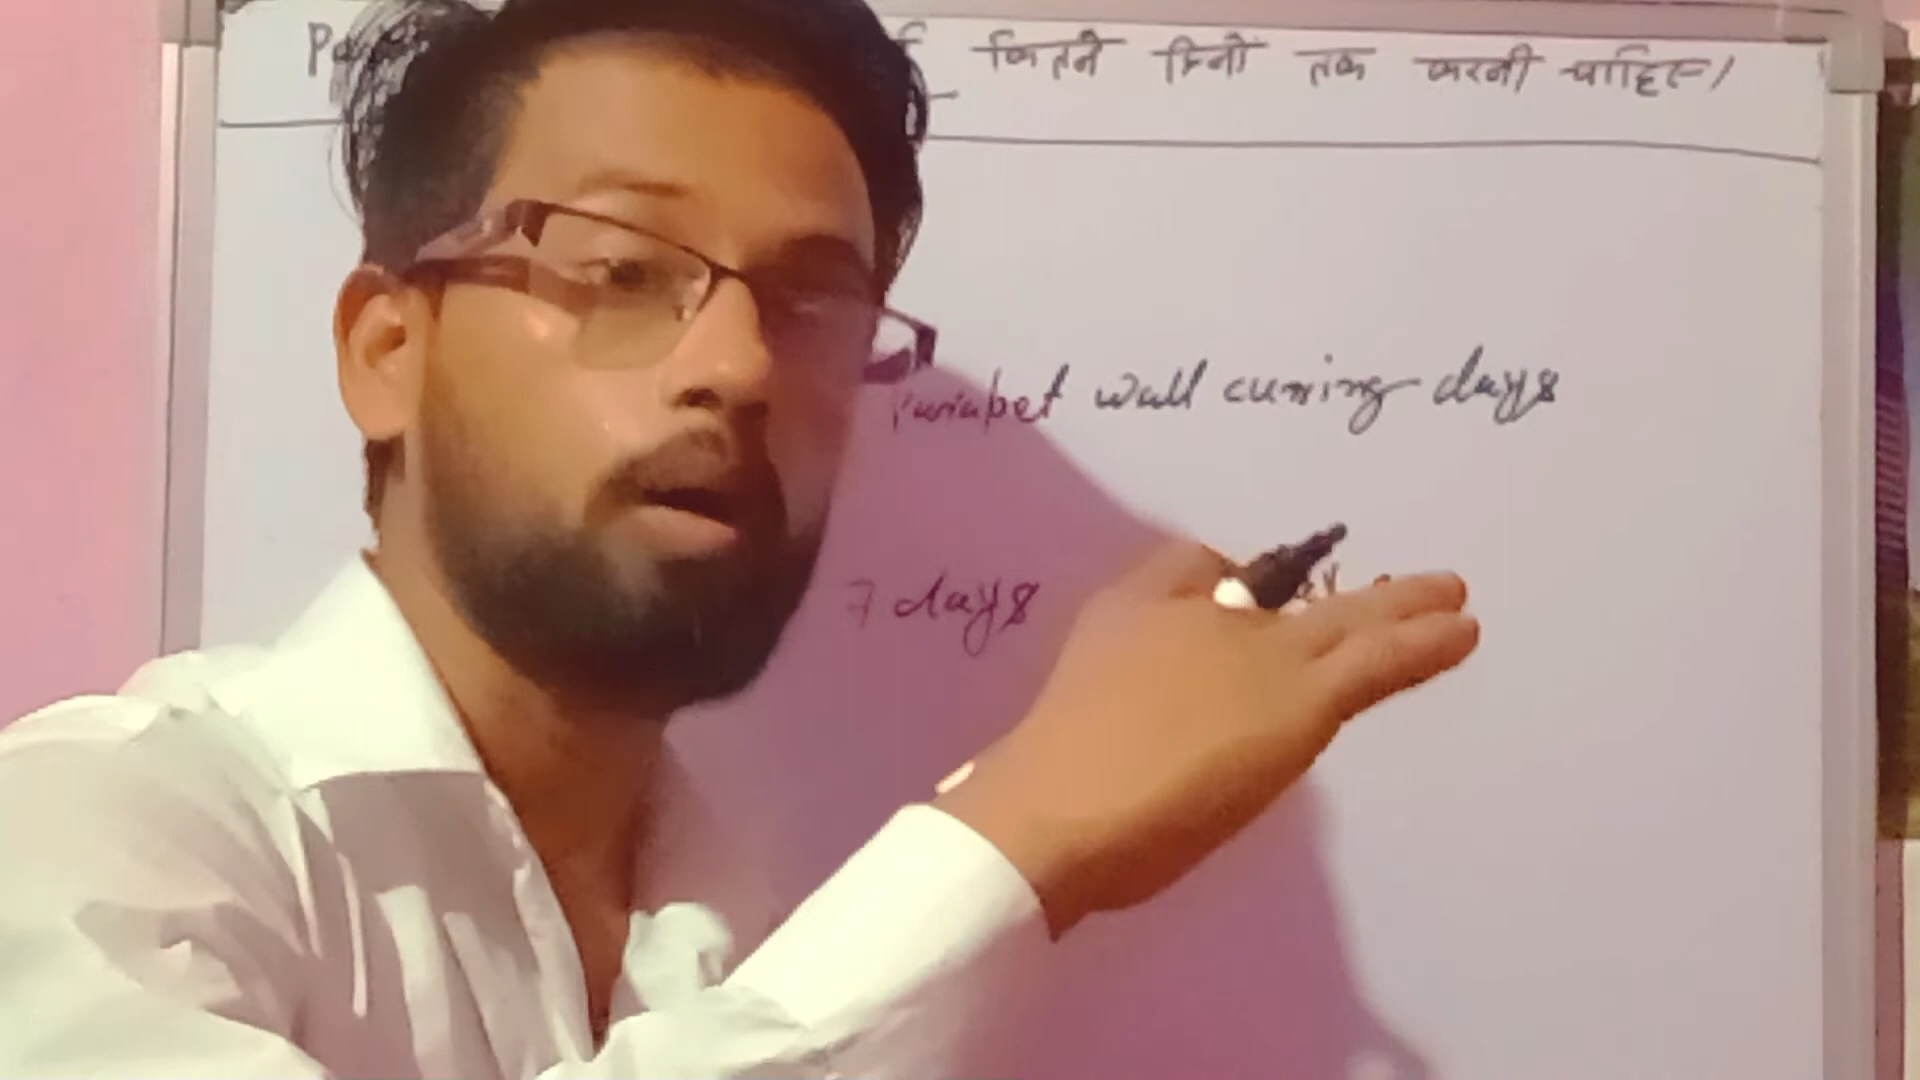 कितने दिनो तक करनी चाहिए।
Parapet wall curing days
7 days